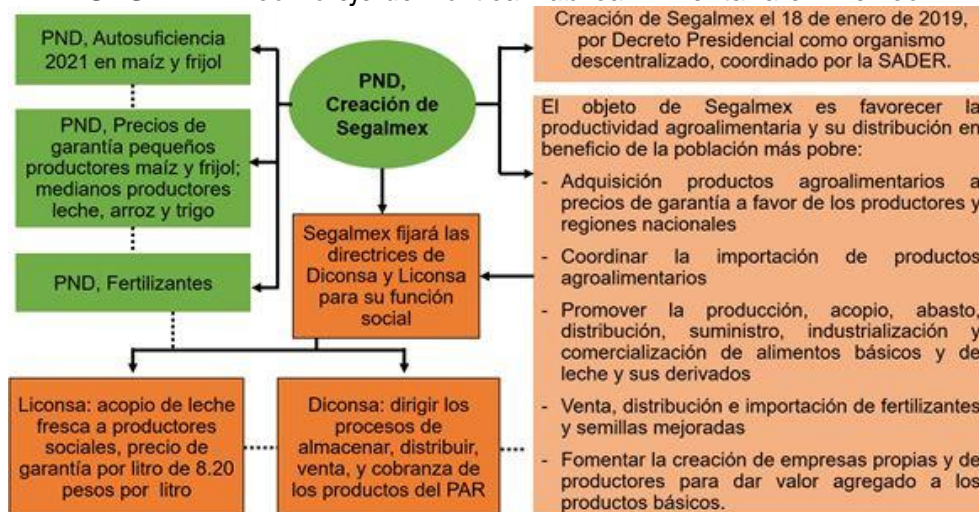 PND, Autosuficiencia
2021 en maíz y frijol
PND, Precios de
garantía pequeños
productores maíz y frijol;
medianos productores
leche, arroz y trigo
PND, Fertilizantes
PND,
Creación de
Segalmex
Segalmex fijará las
directrices de
Diconsa y Liconsa
para su función
social
Liconsa: acopio de leche
fresca a productores
sociales, precio de
garantía por litro de 8.20
pesos por litro
Diconsa: dirigir los
procesos de
almacenar, distribuir,
venta, y cobranza de
los productos del PAR
Creación de Segalmex el 18 de enero de 2019,
por Decreto Presidencial como organismo
descentralizado, coordinado por la SADER.
El objeto de Segalmex es favorecer la
productividad agroalimentaria y su distribución en
beneficio de la población más pobre:
- Adquisición productos agroalimentarios a
precios de garantía a favor de los productores y
regiones nacionales
- Coordinar la importación de productos
agroalimentarios
- Promover la producción, acopio, abasto,
distribución, suministro, industrialización y
comercialización de alimentos básicos y de
leche y sus derivados
- Venta, distribución e importación de fertilizantes
y semillas mejoradas
- Fomentar la creación de empresas propias y de
productores para dar valor agregado a los
productos básicos.